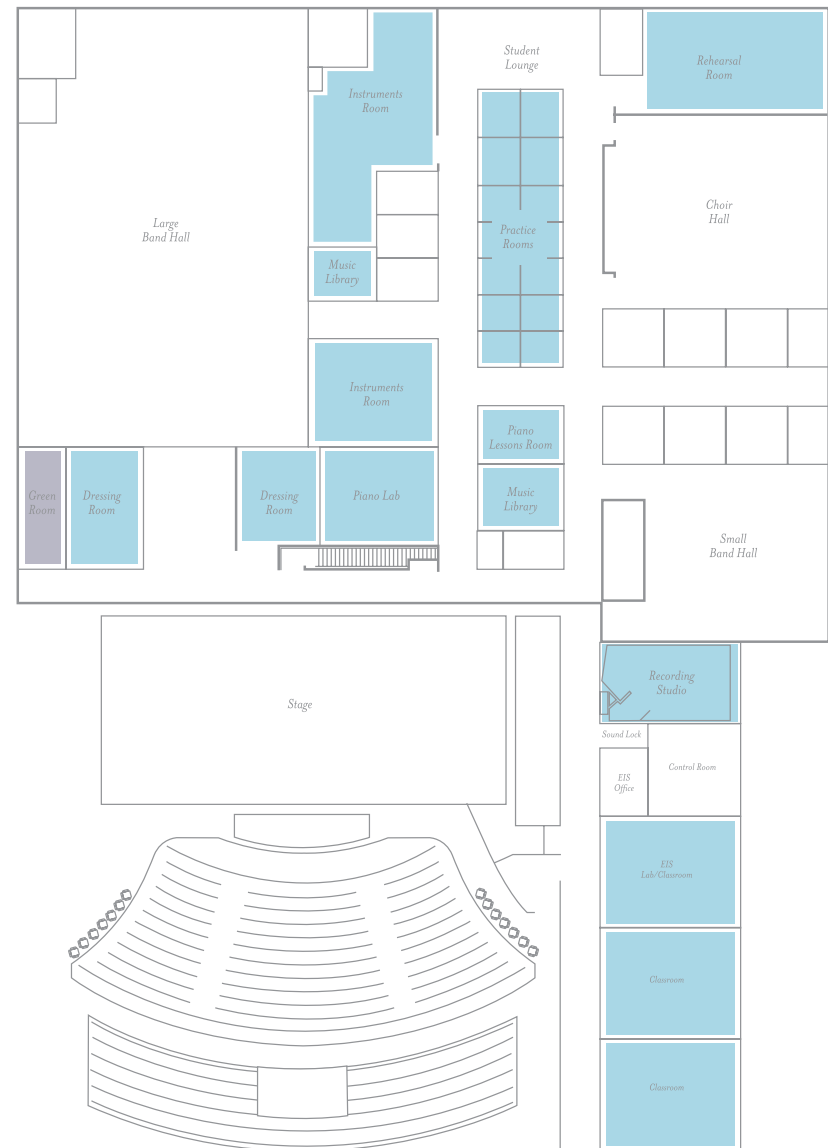 Student
Lounge
Rehearsal
Room
Instruments
Room
Large
Band Hall
Choir
Hall
Practice
Rooms
Music
Library
Instruments
Room
Piano
Lessons Room
Green
Room
Dressing
Room
Dressing
Room
Piano Lab
Music
Library
Small
Band Hall
Stage
Recording
Studio
Sound Lock
EIS
Office
Control Room
EIS
Lab/Classroom
Classroom
Classroom